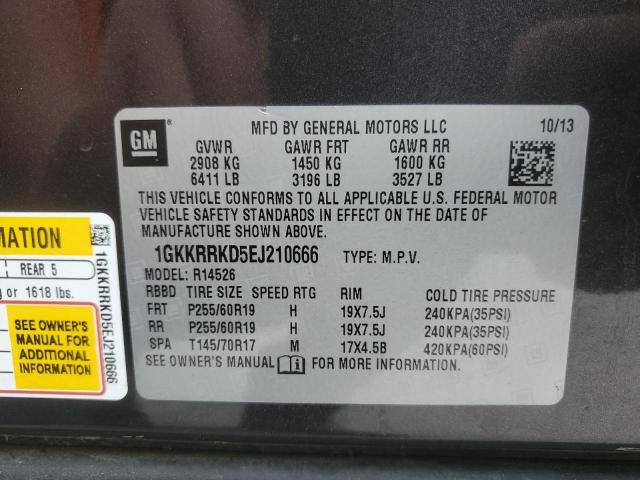 GM
®
MFD BY GENERAL MOTORS LLC 10/13
GVWR GAWR FRT GAWR RR
2908 KG 1450 KG 1600 KG
6411 LB 3196 LB 3527 LB
THIS VEHICLE CONFORMS TO ALL APPLICABLE U.S. FEDERAL MOTOR
VEHICLE SAFETY STANDARDS IN EFFECT ON THE DATE OF
MANUFACTURE SHOWN ABOVE.
1GKKRRKD5EJ210666 TYPE: M.P.V.
MODEL: R14526
RBBD TIRE SIZE SPEED RTG RIM COLD TIRE PRESSURE
FRT P255/60R19 H 19X7.5J 240KPA(35PSI)
RR P255/60R19 H 19X7.5J 240KPA(35PSI)
SPA T145/70R17 M 17X4.5B 420KPA(60PSI)
SEE OWNER'S MANUAL i FOR MORE INFORMATION.
MATION
REAR 5
or 1618 lbs.
SEE OWNER'S
MANUAL FOR
ADDITIONAL
INFORMATION
1GKKRRKD5EJ210666